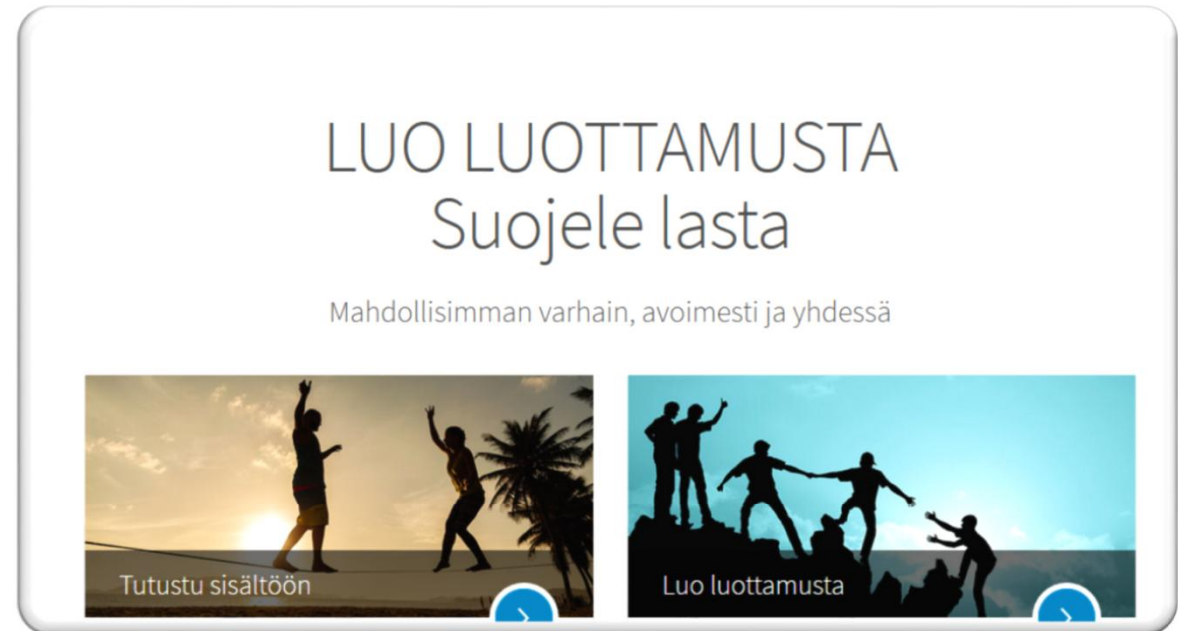 LUO LUOTTAMUSTA
Suojele lasta
Mahdollisimman varhain, avoimesti ja yhdessä
Tutustu sisältöön
Luo luottamusta